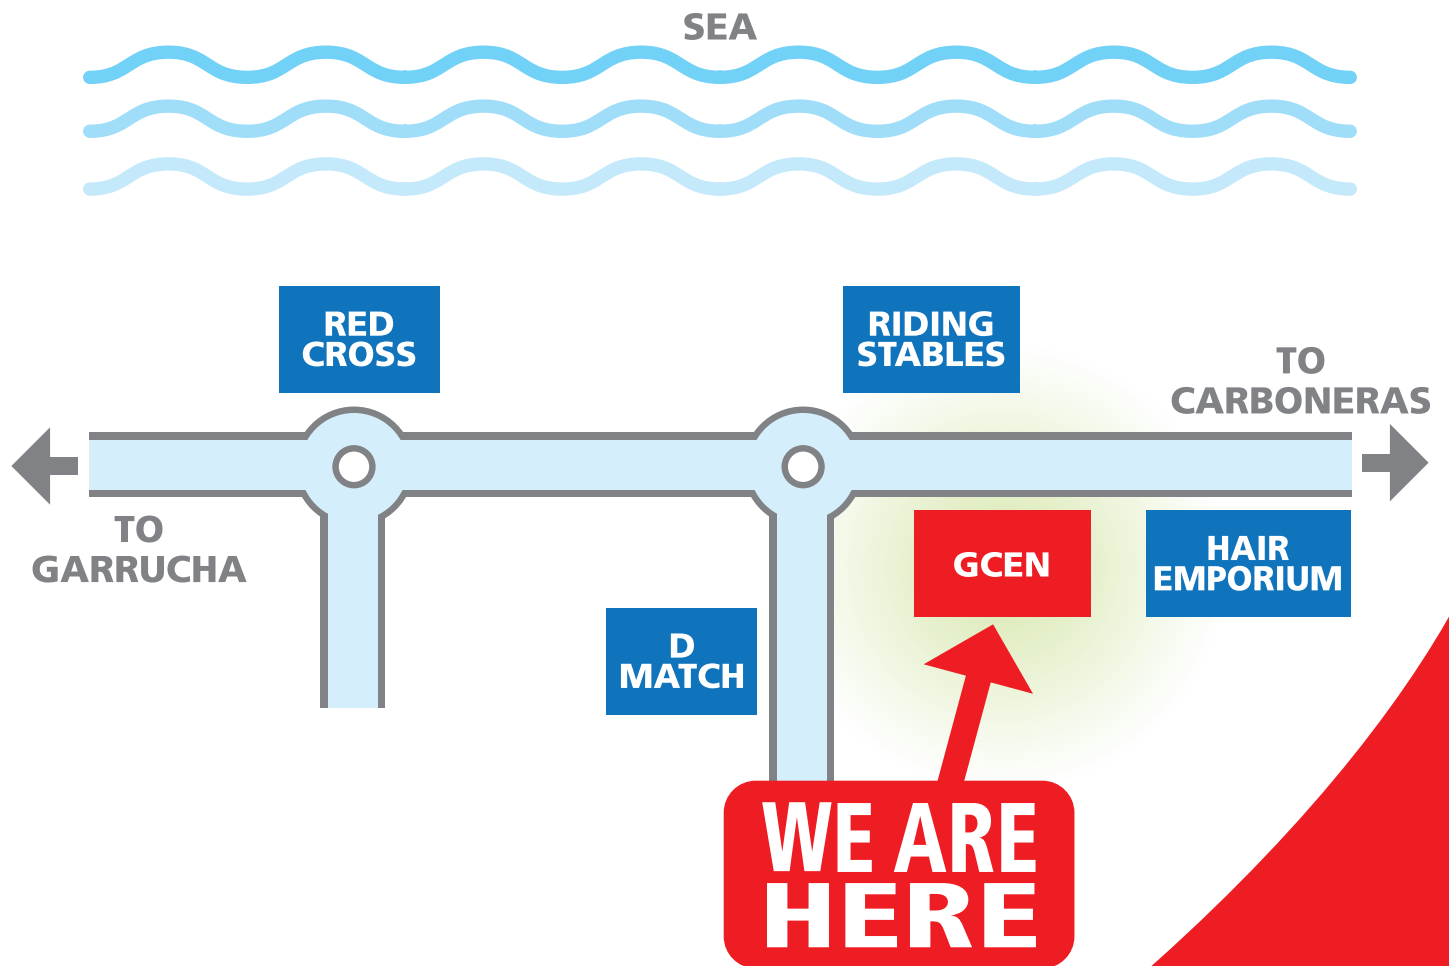 SEA
RED
CROSS
RIDING
STABLES
TO
CARBONERAS
TO
GARRUCHA
GCEN
HAIR
EMPORIUM
D
MATCH
WE ARE
HERE